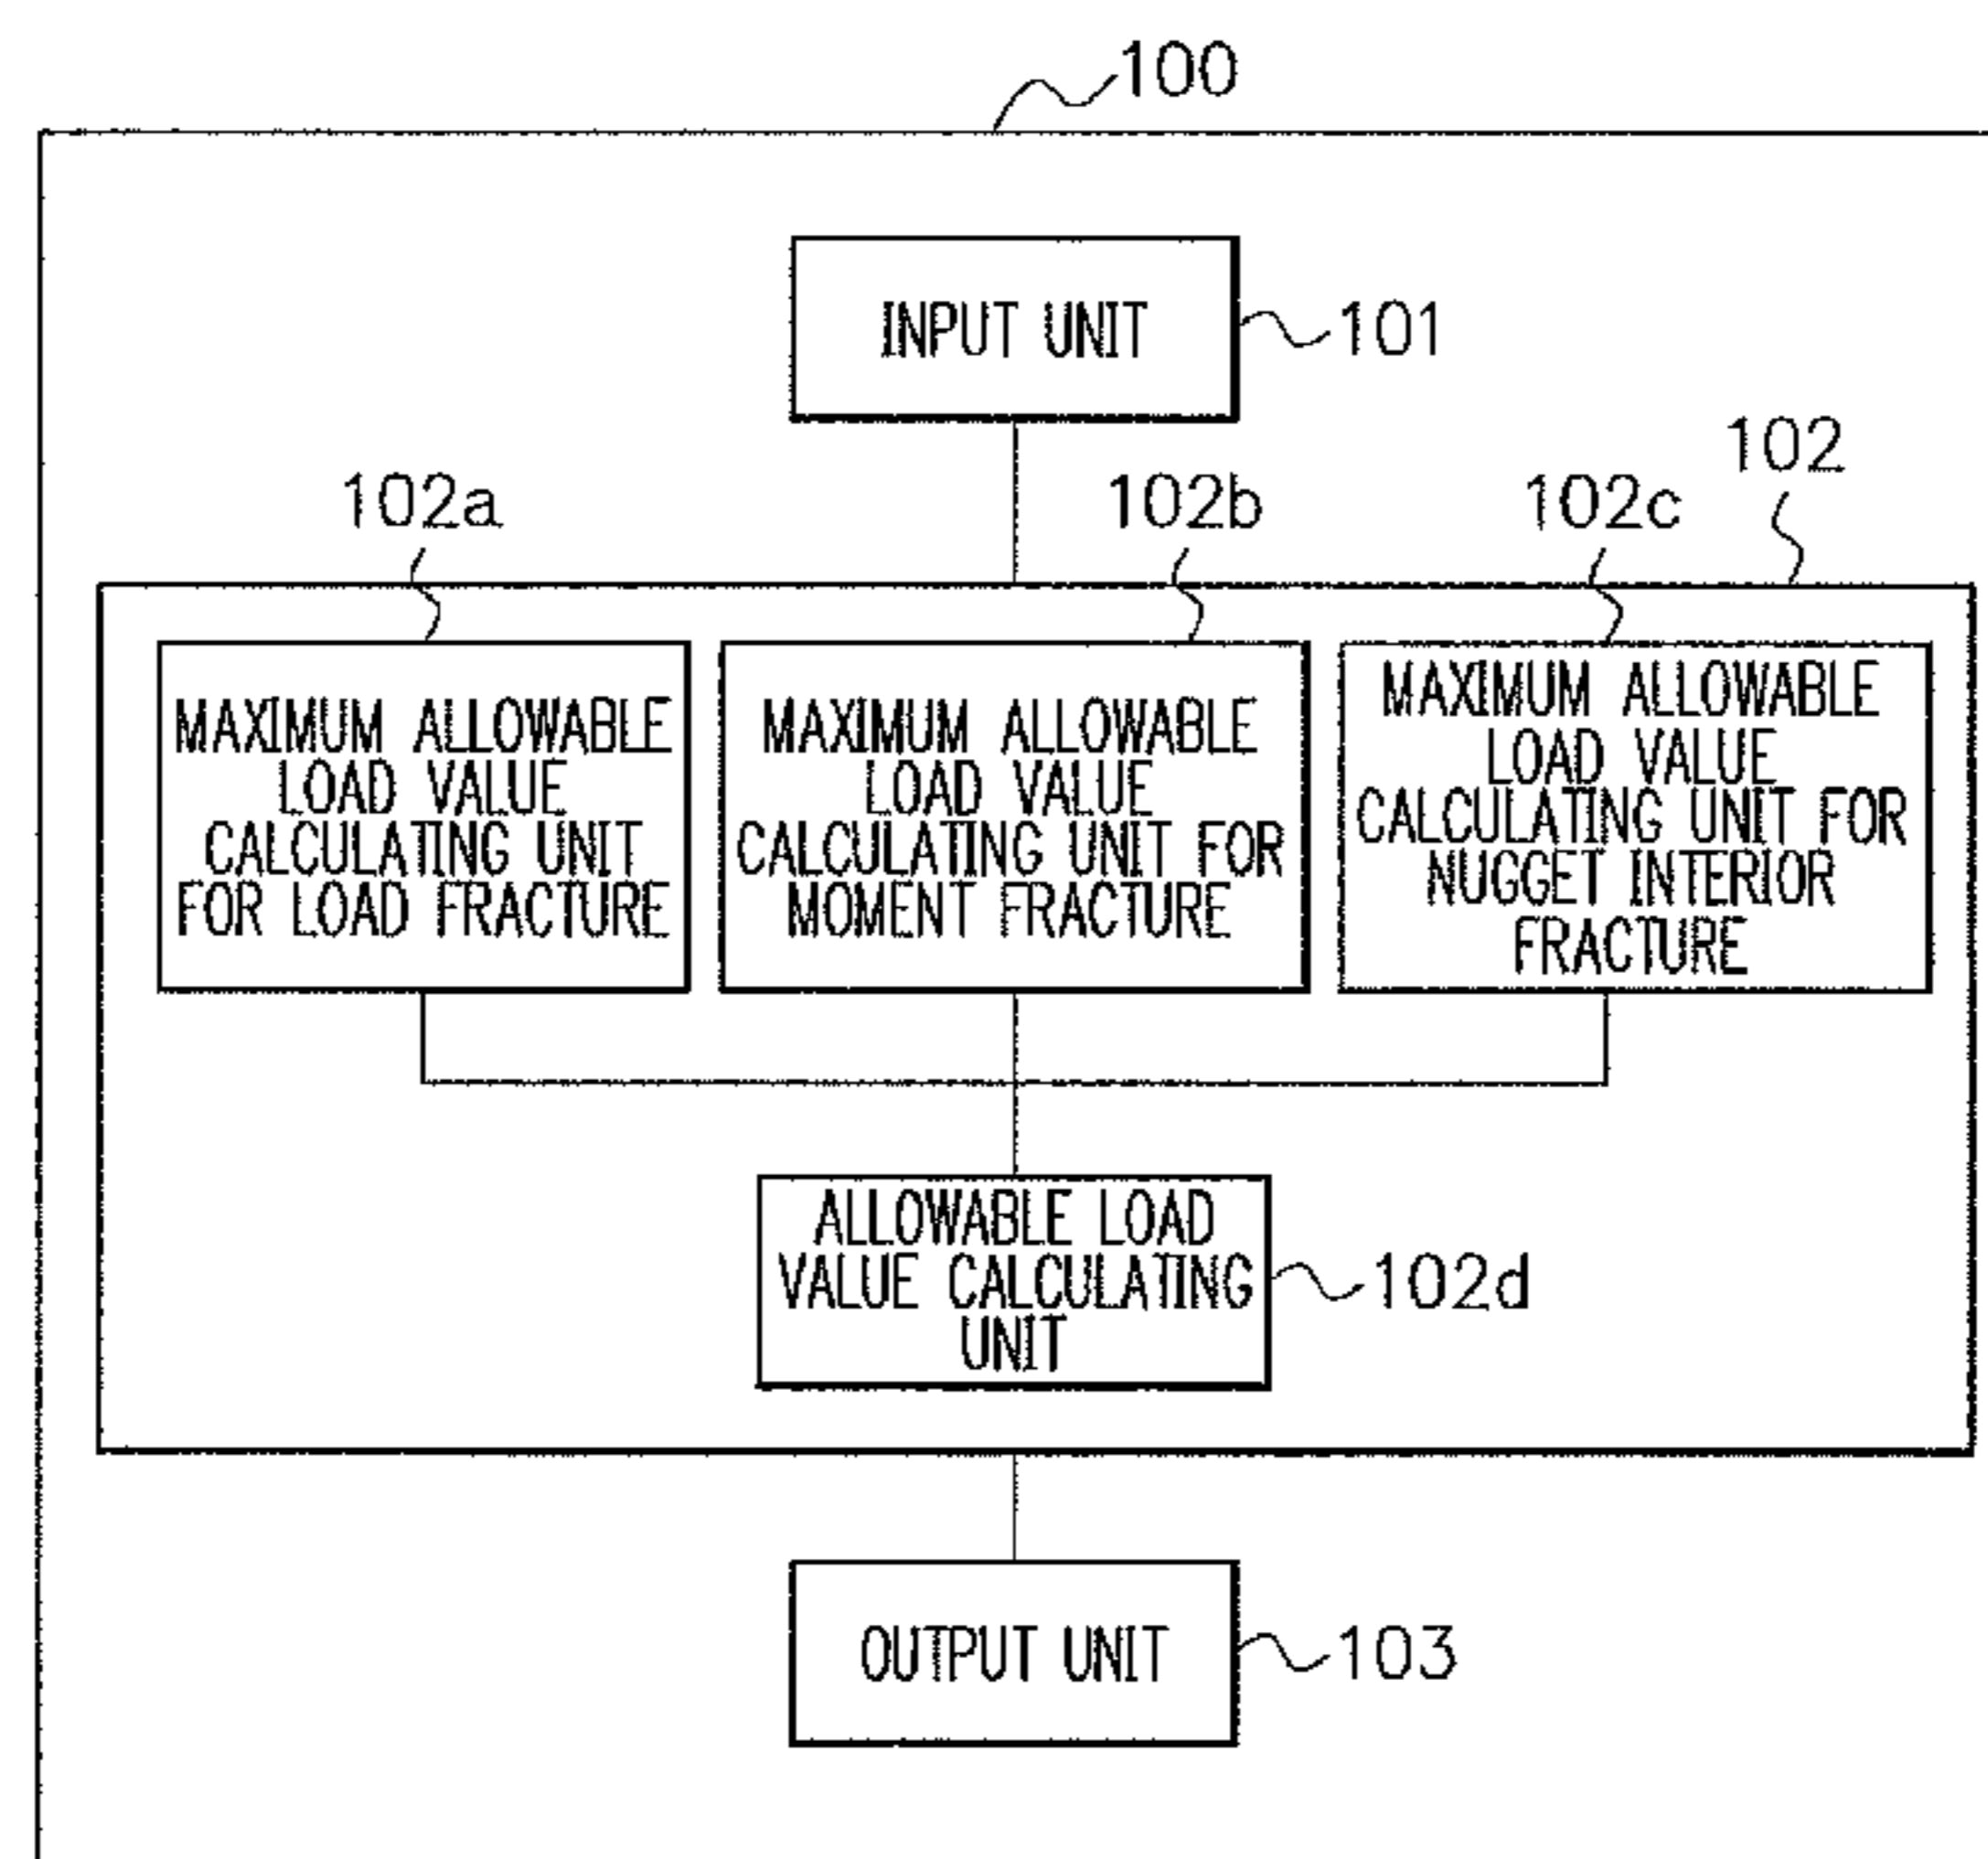 100
INPUT UNIT
101
102
102a
102b
102c
MAXIMUM ALLOWABLE
LOAD VALUE
CALCULATING UNIT
FOR LOAD FRACTURE
MAXIMUM ALLOWABLE
LOAD VALUE
CALCULATING UNIT FOR
MOMENT FRACTURE
MAXIMUM ALLOWABLE
LOAD VALUE
CALCULATING UNIT FOR
NUGGET INTERIOR
FRACTURE
ALLOWABLE LOAD
VALUE CALCULATING
UNIT
102d
OUTPUT UNIT
103